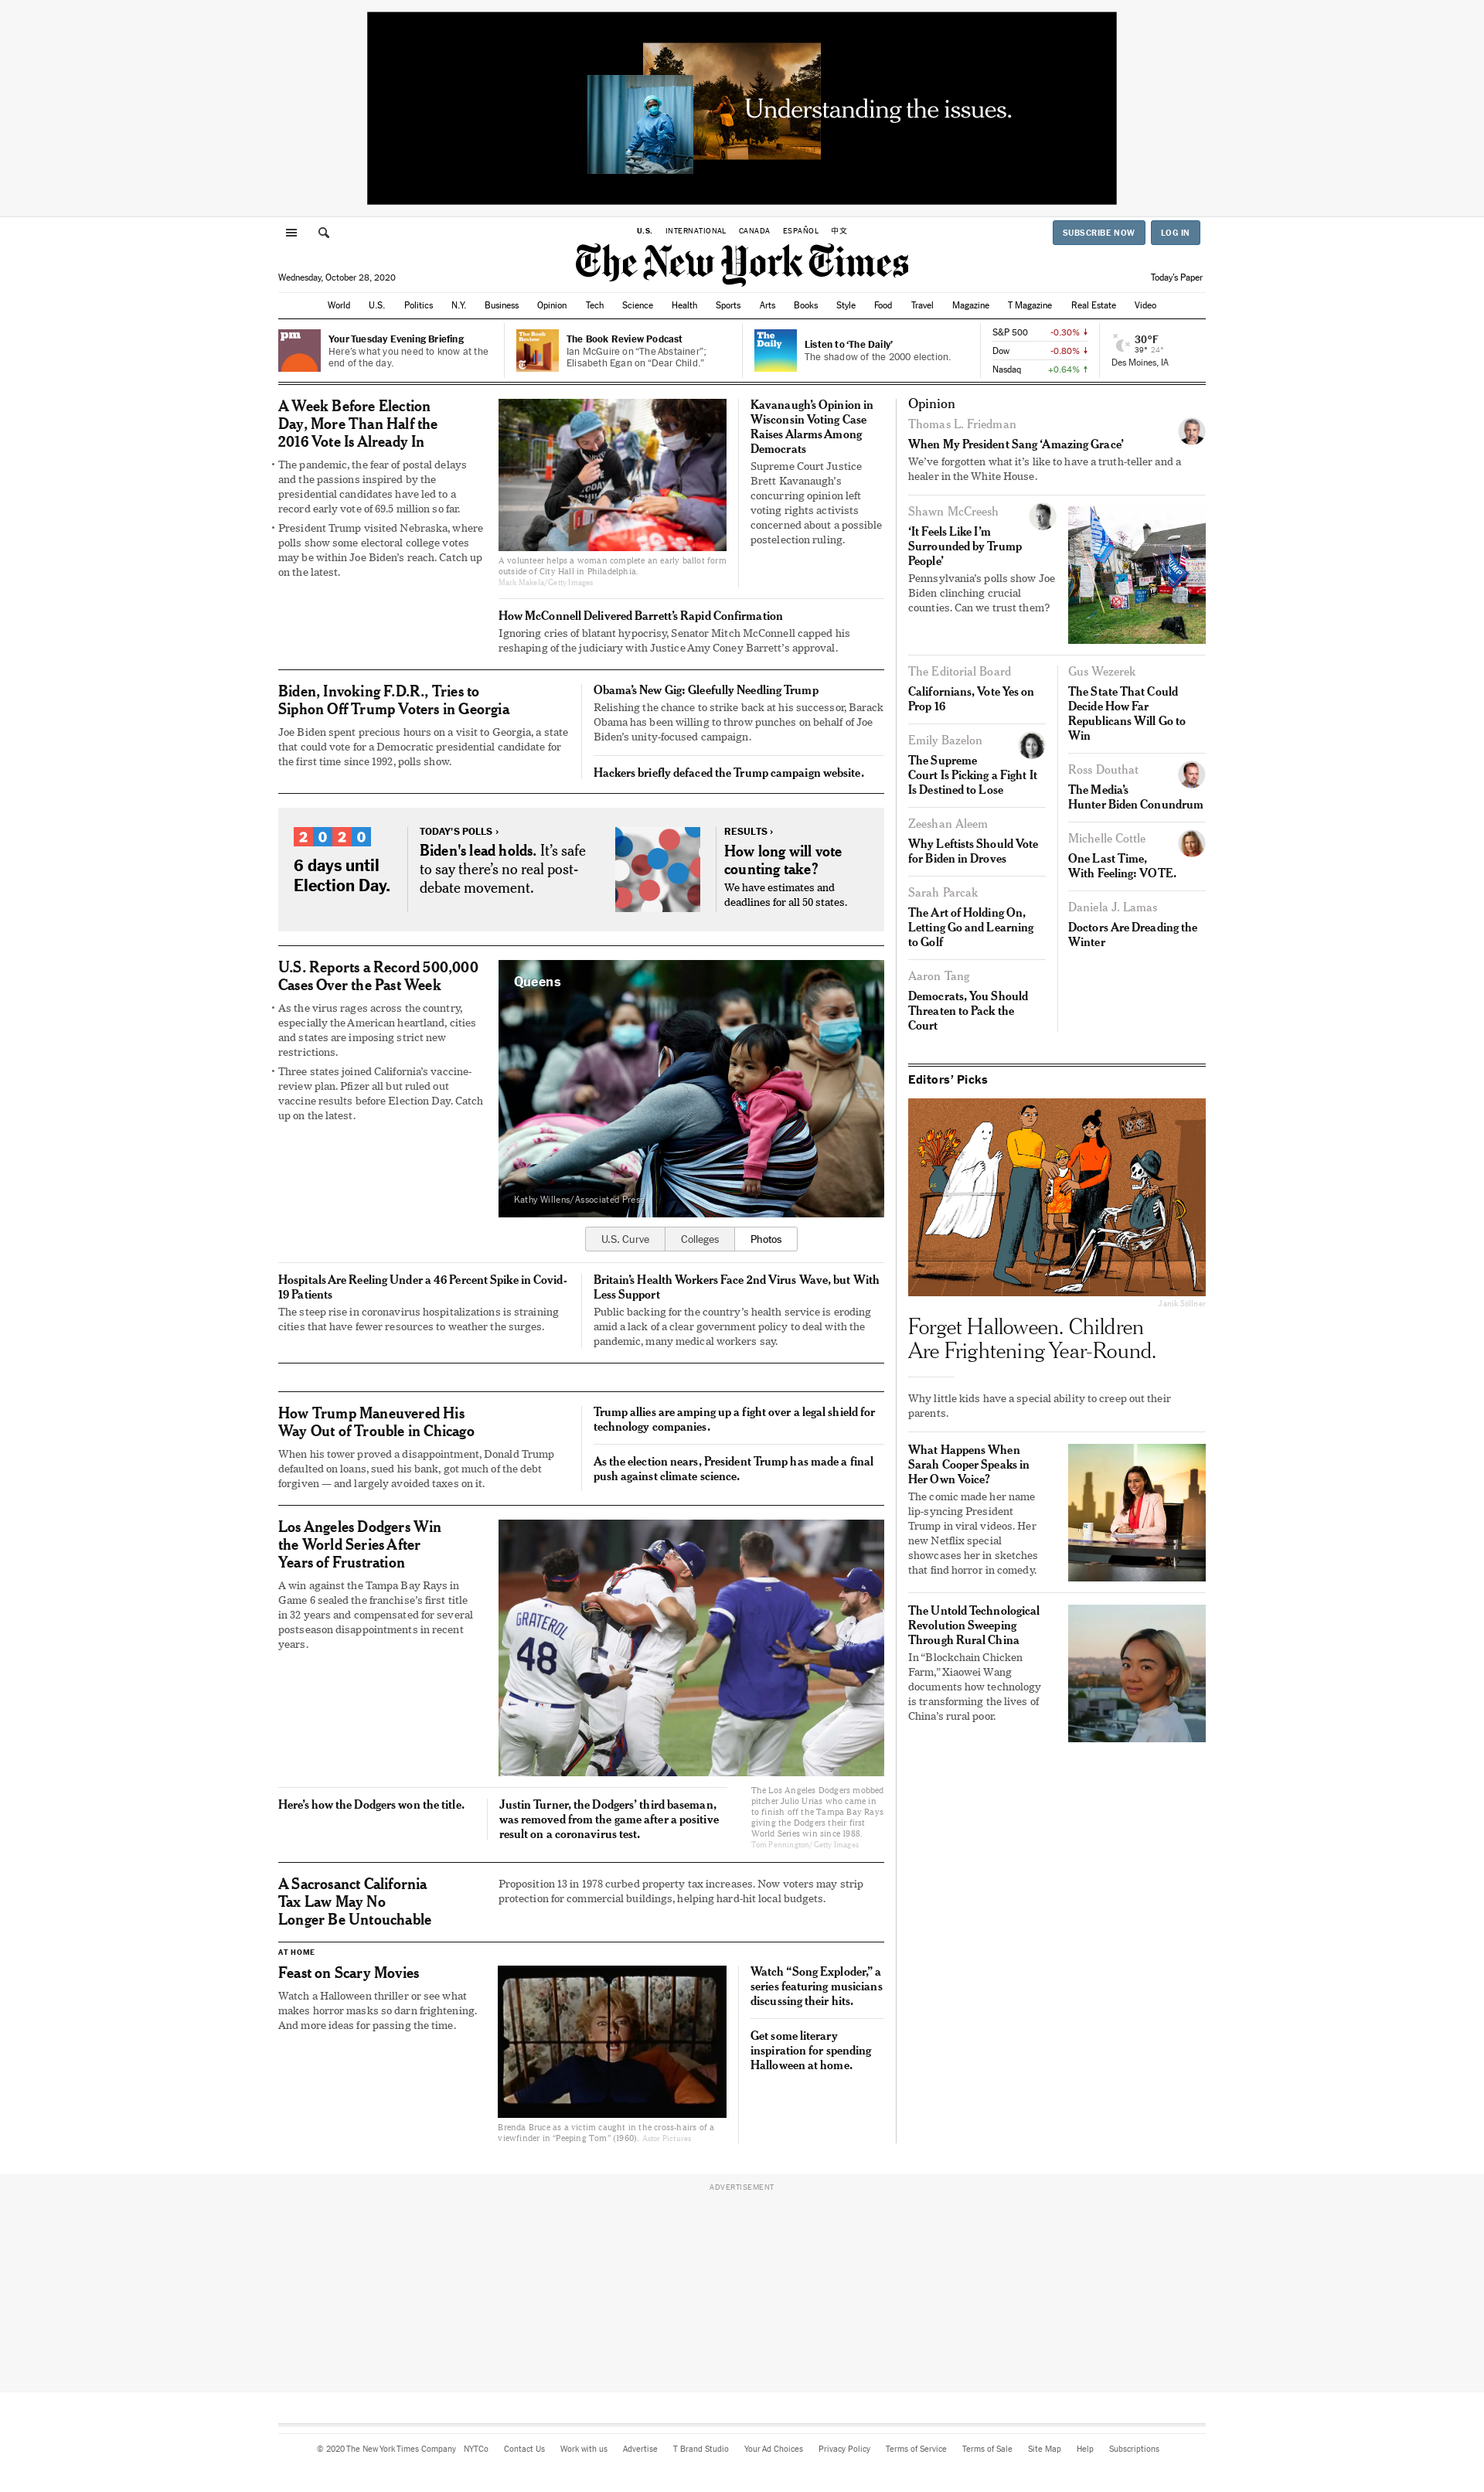 Understanding the issues.
U.S. INTERNATIONAL CANADA ESPAÑOL 中文
SUBSCRIBE NOW LOG IN
The New York Times
Wednesday, October 28, 2020
Today's Paper
World U.S. Politics N.Y. Business Opinion Tech Science Health Sports Arts Books Style Food Travel Magazine T Magazine Real Estate Video
pm
Your Tuesday Evening Briefing
Here's what you need to know at the
end of the day.
The Book
Review
The Book Review Podcast
Ian McGuire on “The Abstainer”;
Elisabeth Egan on “Dear Child.”
The
Daily
Listen to ‘The Daily’
The shadow of the 2000 election.
S&P 500 -0.30% ↓
Dow -0.80% ↓
Nasdaq +0.64% ↑
30°F
39° 24°
Des Moines, IA
A Week Before Election
Day, More Than Half the
2016 Vote Is Already In
• The pandemic, the fear of postal delays
and the passions inspired by the
presidential candidates have led to a
record early vote of 69.5 million so far.
• President Trump visited Nebraska, where
polls show some electoral college votes
may be within Joe Biden's reach. Catch up
on the latest.
A volunteer helps a woman complete an early ballot form
outside of City Hall in Philadelphia.
Mark Makela/Getty Images
Kavanaugh's Opinion in
Wisconsin Voting Case
Raises Alarms Among
Democrats
Supreme Court Justice
Brett Kavanaugh's
concurring opinion left
voting rights activists
concerned about a possible
postelection ruling.
How McConnell Delivered Barrett's Rapid Confirmation
Ignoring cries of blatant hypocrisy, Senator Mitch McConnell capped his
reshaping of the judiciary with Justice Amy Coney Barrett's approval.
Biden, Invoking F.D.R., Tries to
Siphon Off Trump Voters in Georgia
Joe Biden spent precious hours on a visit to Georgia, a state
that could vote for a Democratic presidential candidate for
the first time since 1992, polls show.
Obama's New Gig: Gleefully Needling Trump
Relishing the chance to strike back at his successor, Barack
Obama has been willing to throw punches on behalf of Joe
Biden's unity-focused campaign.
Hackers briefly defaced the Trump campaign website.
2020
6 days until
Election Day.
TODAY'S POLLS ›
Biden's lead holds. It's safe
to say there's no real post-
debate movement.
RESULTS ›
How long will vote
counting take?
We have estimates and
deadlines for all 50 states.
U.S. Reports a Record 500,000
Cases Over the Past Week
• As the virus rages across the country,
especially the American heartland, cities
and states are imposing strict new
restrictions.
• Three states joined California's vaccine-
review plan. Pfizer all but ruled out
vaccine results before Election Day. Catch
up on the latest.
Queens
Kathy Willens/Associated Press
U.S. Curve Colleges Photos
Hospitals Are Reeling Under a 46 Percent Spike in Covid-
19 Patients
The steep rise in coronavirus hospitalizations is straining
cities that have fewer resources to weather the surges.
Britain's Health Workers Face 2nd Virus Wave, but With
Less Support
Public backing for the country's health service is eroding
amid a lack of a clear government policy to deal with the
pandemic, many medical workers say.
How Trump Maneuvered His
Way Out of Trouble in Chicago
When his tower proved a disappointment, Donald Trump
defaulted on loans, sued his bank, got much of the debt
forgiven — and largely avoided taxes on it.
Trump allies are amping up a fight over a legal shield for
technology companies.
As the election nears, President Trump has made a final
push against climate science.
Los Angeles Dodgers Win
the World Series After
Years of Frustration
A win against the Tampa Bay Rays in
Game 6 sealed the franchise's first title
in 32 years and compensated for several
postseason disappointments in recent
years.
GRATEROL
48
Here's how the Dodgers won the title.
Justin Turner, the Dodgers' third baseman,
was removed from the game after a positive
result on a coronavirus test.
The Los Angeles Dodgers mobbed
pitcher Julio Urias who came in
to finish off the Tampa Bay Rays
giving the Dodgers their first
World Series win since 1988.
Tom Pennington/Getty Images
A Sacrosanct California
Tax Law May No
Longer Be Untouchable
Proposition 13 in 1978 curbed property tax increases. Now voters may strip
protection for commercial buildings, helping hard-hit local budgets.
AT HOME
Feast on Scary Movies
Watch a Halloween thriller or see what
makes horror masks so darn frightening.
And more ideas for passing the time.
Brenda Bruce as a victim caught in the cross-hairs of a
viewfinder in “Peeping Tom” (1960). Astor Pictures
Watch “Song Exploder,” a
series featuring musicians
discussing their hits.
Get some literary
inspiration for spending
Halloween at home.
Opinion
Thomas L. Friedman
When My President Sang ‘Amazing Grace’
We've forgotten what it's like to have a truth-teller and a
healer in the White House.
Shawn McCreesh
‘It Feels Like I'm
Surrounded by Trump
People’
Pennsylvania's polls show Joe
Biden clinching crucial
counties. Can we trust them?
TRUMP
The Editorial Board
Californians, Vote Yes on
Prop 16
Emily Bazelon
The Supreme
Court Is Picking a Fight It
Is Destined to Lose
Zeeshan Aleem
Why Leftists Should Vote
for Biden in Droves
Sarah Parcak
The Art of Holding On,
Letting Go and Learning
to Golf
Aaron Tang
Democrats, You Should
Threaten to Pack the
Court
Gus Wezerek
The State That Could
Decide How Far
Republicans Will Go to
Win
Ross Douthat
The Media's
Hunter Biden Conundrum
Michelle Cottle
One Last Time,
With Feeling: VOTE.
Daniela J. Lamas
Doctors Are Dreading the
Winter
Editors' Picks
Janik Söllner
Forget Halloween. Children
Are Frightening Year-Round.
Why little kids have a special ability to creep out their
parents.
What Happens When
Sarah Cooper Speaks in
Her Own Voice?
The comic made her name
lip-syncing President
Trump in viral videos. Her
new Netflix special
showcases her in sketches
that find horror in comedy.
The Untold Technological
Revolution Sweeping
Through Rural China
In “Blockchain Chicken
Farm,” Xiaowei Wang
documents how technology
is transforming the lives of
China's rural poor.
ADVERTISEMENT
© 2020 The New York Times Company NYTCo Contact Us Work with us Advertise T Brand Studio Your Ad Choices Privacy Policy Terms of Service Terms of Sale Site Map Help Subscriptions